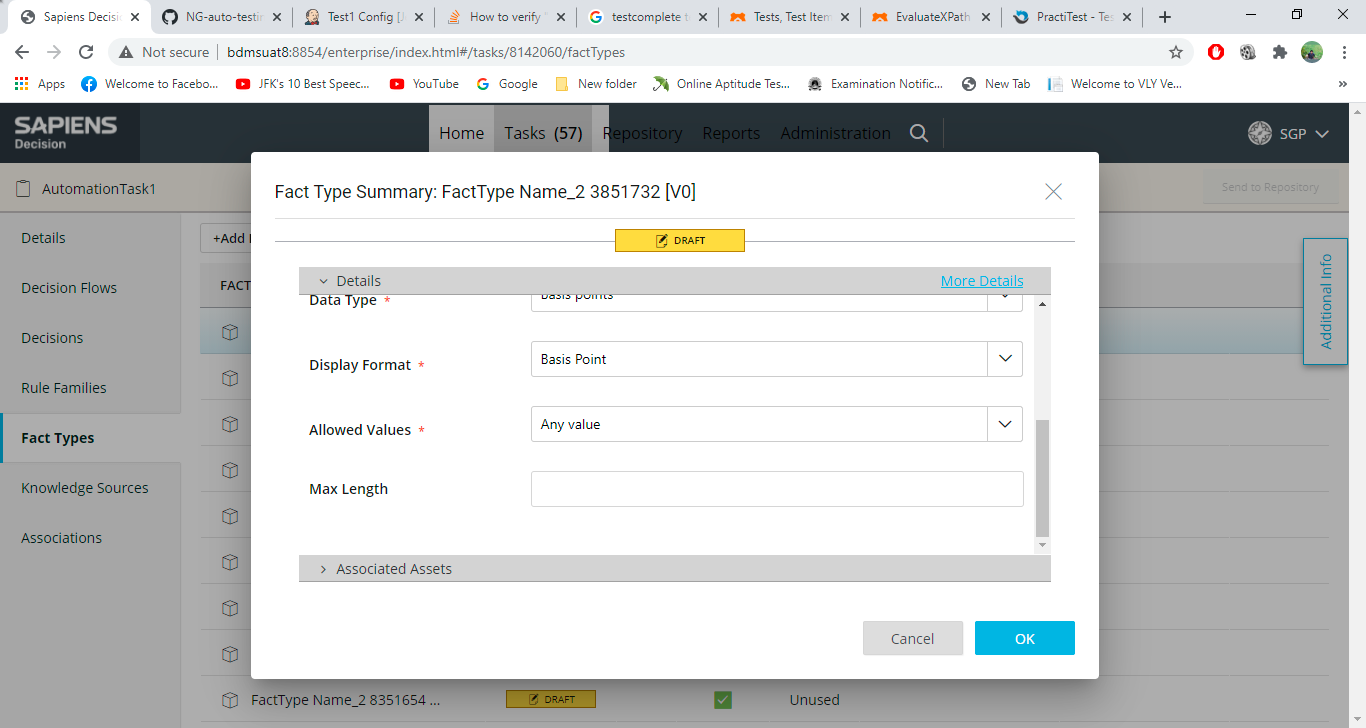 Sapiens Decisi
NG-auto-testin
Test1 Config [J
How to verify "
testcomplete t
Tests, Test Item
EvaluateXPath
PractiTest - Tes
Not secure
bdmsuat8:8854/enterprise/index.html#/tasks/8142060/factTypes
Apps
Welcome to Facebo...
JFK's 10 Best Speec...
YouTube
Google
New folder
Online Aptitude Tes...
Examination Notific...
New Tab
Welcome to VLY Ve...
»
SAPIENS
Decision
Home
Tasks (57)
Repository
Reports
Administration
SGP
AutomationTask1
Send to Repository
Details
Decision Flows
Decisions
Rule Families
Fact Types
Knowledge Sources
Associations
+Add
FACT
Additional Info
Fact Type Summary: FactType Name_2 3851732 [V0]
DRAFT
Details
More Details
Data Type *
Basis points
Display Format *
Basis Point
Allowed Values *
Any value
Max Length
Associated Assets
Cancel
OK
FactType Name_2 8351654 ...
DRAFT
Unused